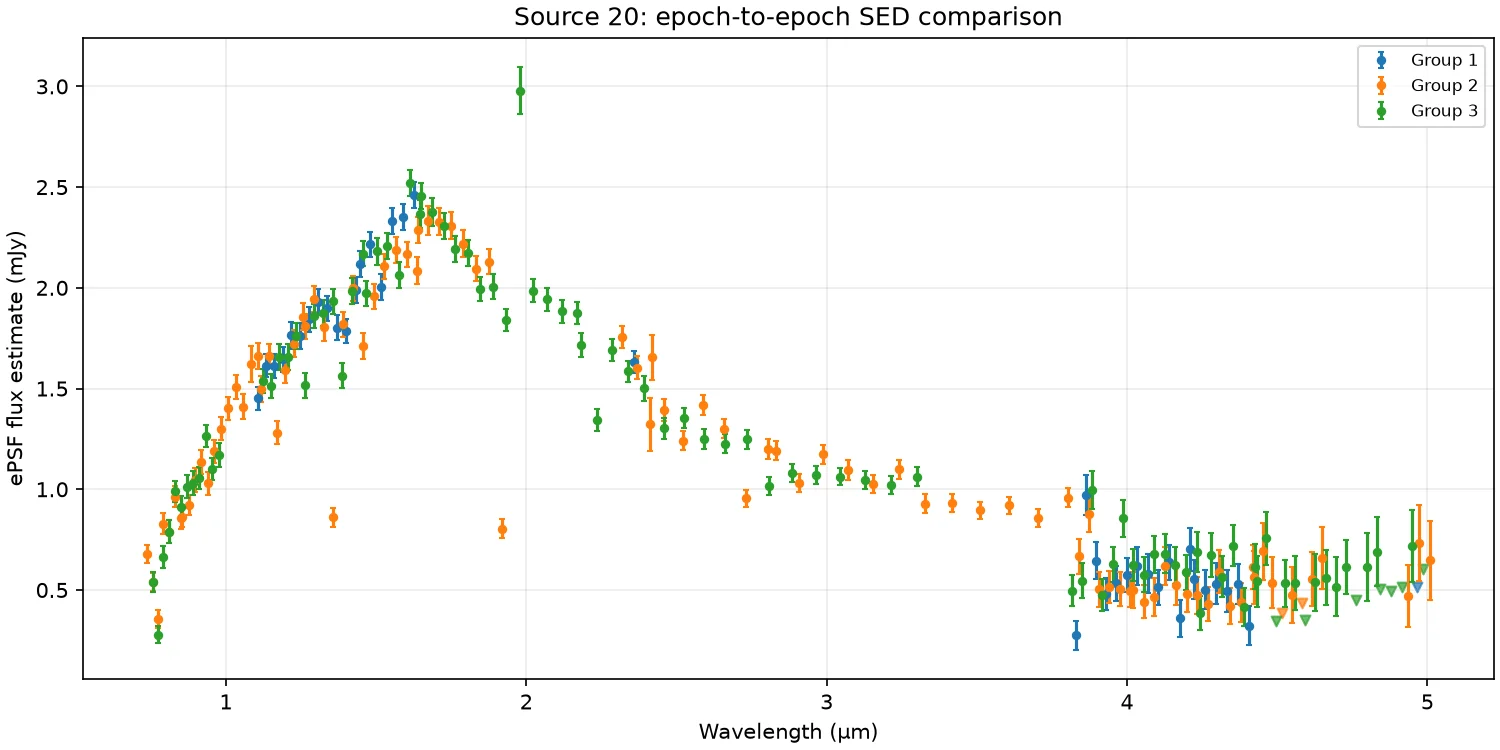 Source 20: epoch-to-epoch SED comparison
ePSF flux estimate (mJy)
3.0
2.5
2.0
1.5
1.0
0.5
Group 1
Group 2
Group 3
1 2 3 4 5
Wavelength (μm)